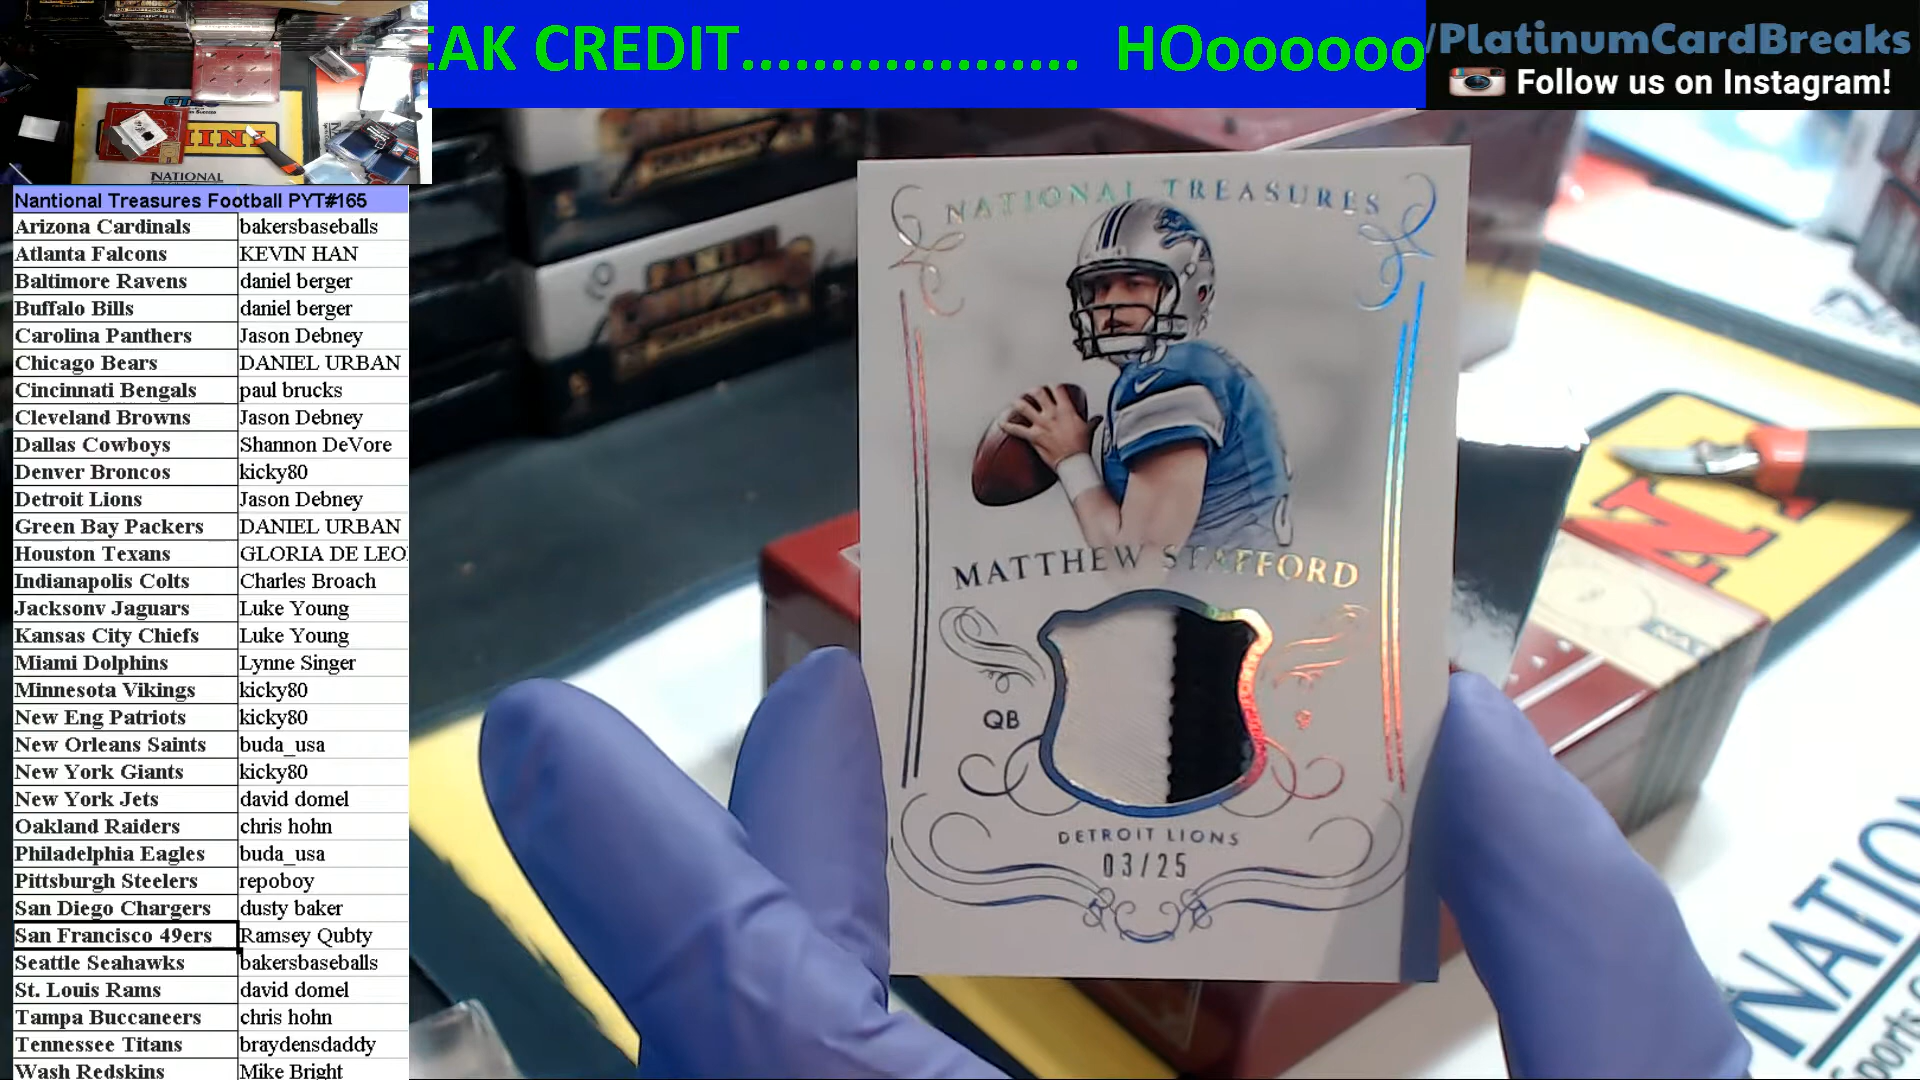 EAK CREDIT................... HOoooooo
/PlatinumCardBreaks
Follow us on Instagram!
Nantional Treasures Football PYT#165
Arizona Cardinals bakersbaseballs
Atlanta Falcons KEVIN HAN
Baltimore Ravens daniel berger
Buffalo Bills daniel berger
Carolina Panthers Jason Debney
Chicago Bears DANIEL URBAN
Cincinnati Bengals paul brucks
Cleveland Browns Jason Debney
Dallas Cowboys Shannon DeVore
Denver Broncos kicky80
Detroit Lions Jason Debney
Green Bay Packers DANIEL URBAN
Houston Texans GLORIA DE LEO
Indianapolis Colts Charles Broach
Jacksonv Jaguars Luke Young
Kansas City Chiefs Luke Young
Miami Dolphins Lynne Singer
Minnesota Vikings kicky80
New Eng Patriots kicky80
New Orleans Saints buda_usa
New York Giants kicky80
New York Jets david domel
Oakland Raiders chris hohn
Philadelphia Eagles buda_usa
Pittsburgh Steelers repoboy
San Diego Chargers dusty baker
San Francisco 49ers Ramsey Qubty
Seattle Seahawks bakersbaseballs
St. Louis Rams david domel
Tampa Buccaneers chris hohn
Tennessee Titans braydensdaddy
Wash Redskins Mike Bright
NATIONAL TREASURES
MATTHEW STAFFORD
QB 9
DETROIT LIONS
03/25
NATIONAL
PANINI